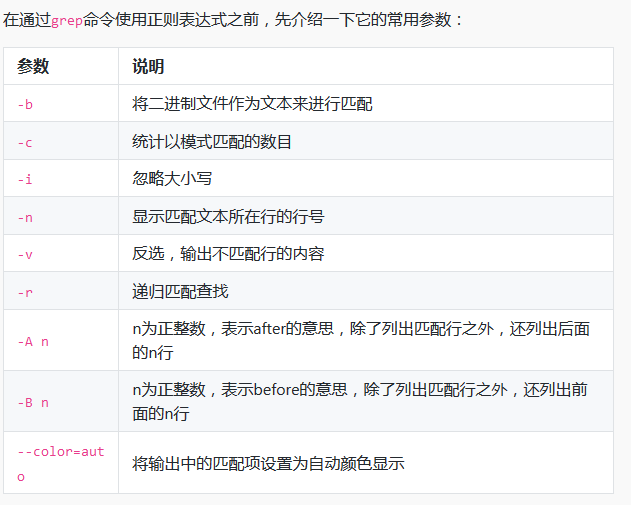 在通过grep命令使用正则表达式之前，先介绍一下它的常用参数：
参数 说明
-b 将二进制文件作为文本来进行匹配
-c 统计以模式匹配的数目
-i 忽略大小写
-n 显示匹配文本所在行的行号
-v 反选，输出不匹配行的内容
-r 递归匹配查找
-A n n为正整数，表示after的意思，除了列出匹配行之外，还列出后面
的n行
-B n n为正整数，表示before的意思，除了列出匹配行之外，还列出前
面的n行
--color=aut
o
将输出中的匹配项设置为自动颜色显示